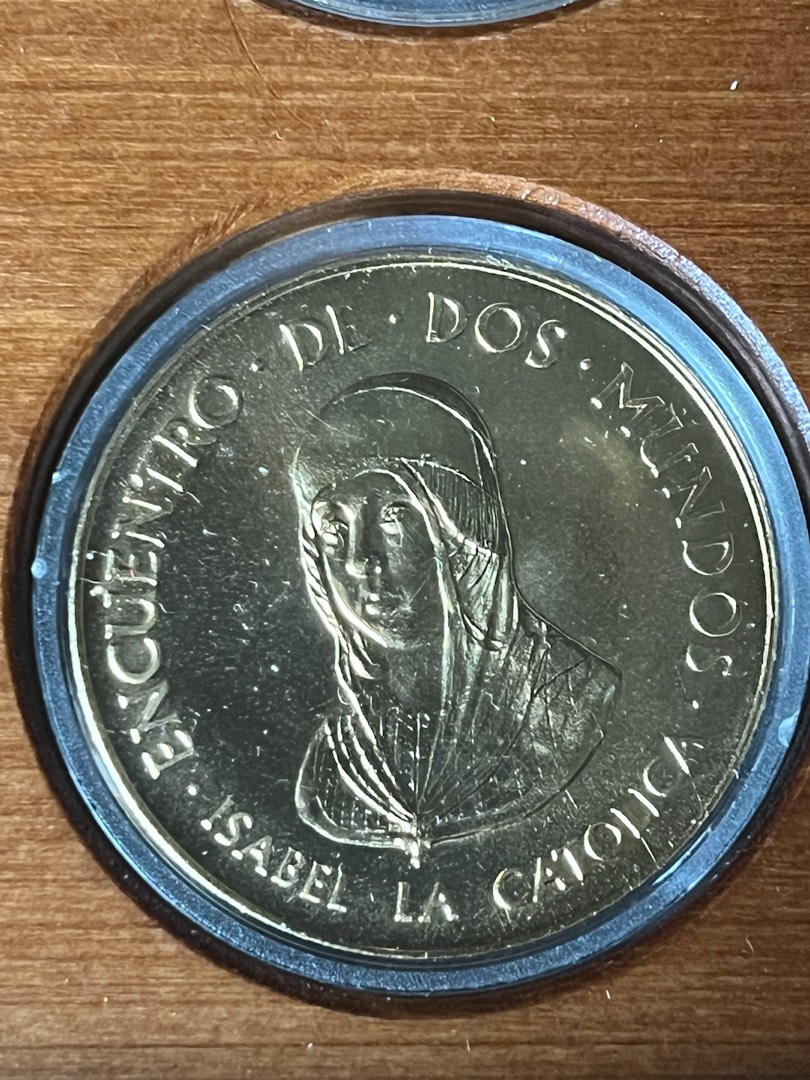 ENCUENTRO · DE · DOS · MUNDOS ·
ISABEL LA CATOLICA